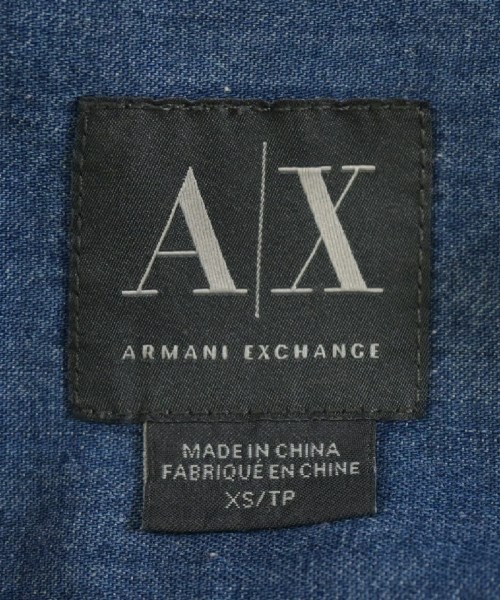 A|X
ARMANI EXCHANGE
MADE IN CHINA
FABRIQUÉ EN CHINE
XS/TP